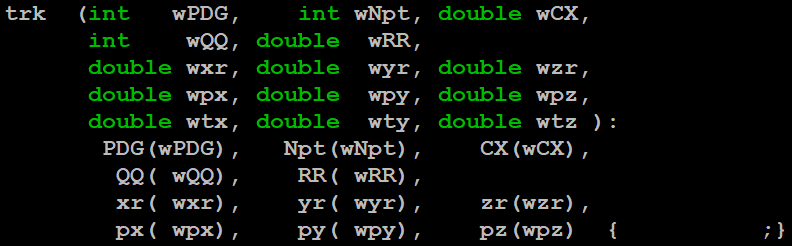 trk  (int   wPDG,    int wNpt, double wCX,
      int    wQQ, double  wRR,
      double wxr, double  wyr, double wzr,
      double wpx, double  wpy, double wpz,
      double wtx, double  wty, double wtz ):
       PDG(wPDG),   Npt(wNpt),    CX(wCX),
        QQ( wQQ),    RR( wRR),
        xr( wxr),    yr( wyr),    zr(wzr),
        px( wpx),    py( wpy),    pz(wpz)  {          ;}